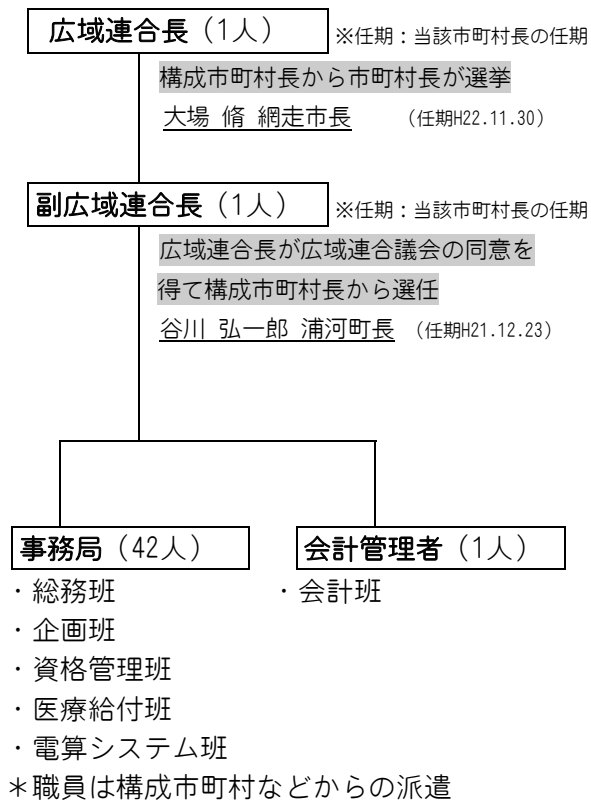 広域連合長（1人）　※任期：当該市町村長の任期
構成市町村長から市町村長が選挙
大場 脩 網走市長　（任期H22.11.30）
副広域連合長（1人）　※任期：当該市町村長の任期
広域連合長が広域連合議会の同意を
得て構成市町村長から選任
谷川 弘一郎 浦河町長　（任期H21.12.23）
事務局（42人）　会計管理者（1人）
・総務班　・会計班
・企画班
・資格管理班
・医療給付班
・電算システム班
＊職員は構成市町村などからの派遣